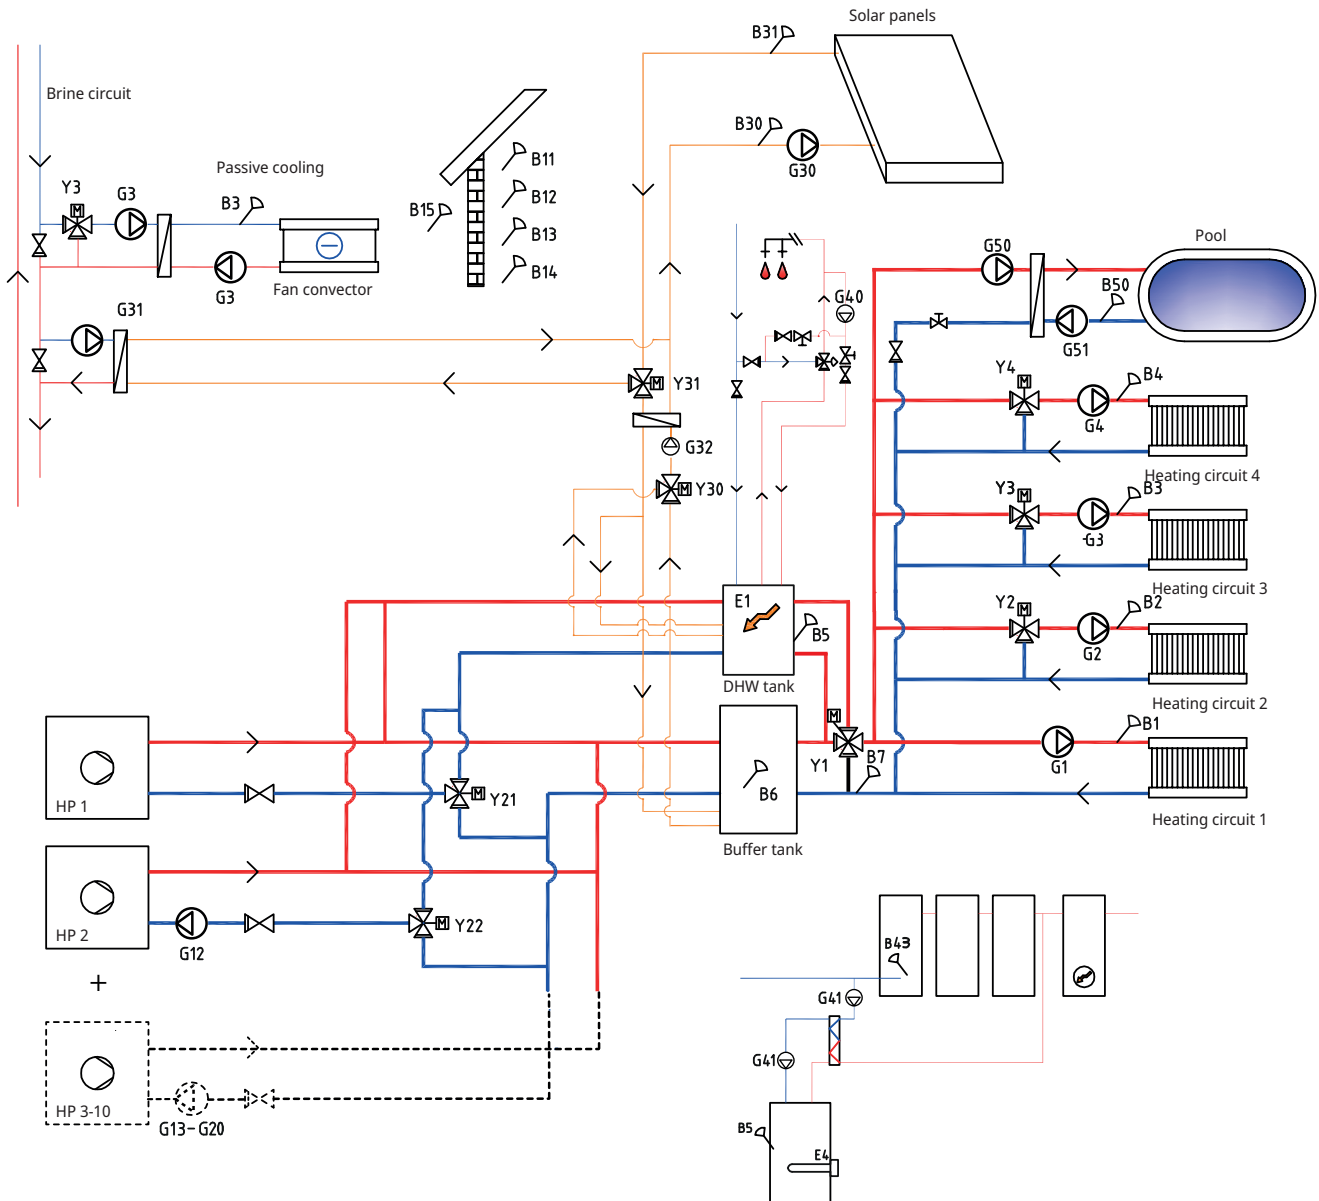 Solar panels
B31
Brine circuit
B30
G30
Passive cooling
B11
B12
B13
B14
B15
Y3
G3
B3
G3
Fan convector
G31
G50
Pool
B50
G51
G40
Y4
B4
G4
Heating circuit 4
Y31
G32
Y30
Y3
B3
G3
Heating circuit 3
E1
B5
DHW tank
Y2
B2
G2
Heating circuit 2
M
M
M
M
M
M
M
M
M
Y1
B7
G1
B1
Heating circuit 1
B6
Buffer tank
HP 1
Y21
HP 2
G12
Y22
+
HP 3-10
G13-G20
B43
G41
G41
B5
E4